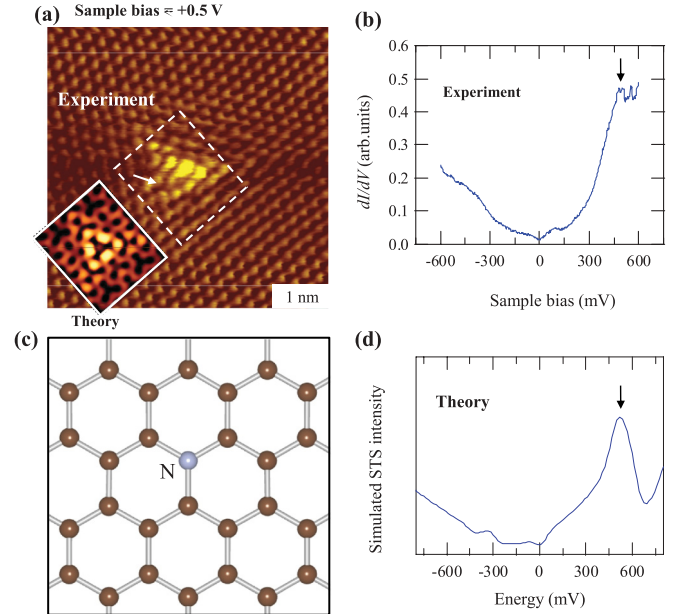 (a) Sample bias = +0.5 V
Experiment
1 nm
Theory
(b)
0.6
0.5
0.4
0.3
0.2
0.1
0.0
dI/dV (arb.units)
Experiment
-600 -300 0 300 600
Sample bias (mV)
(c)
N
(d)
Simulated STS intensity
Theory
-600 -300 0 300 600
Energy (mV)